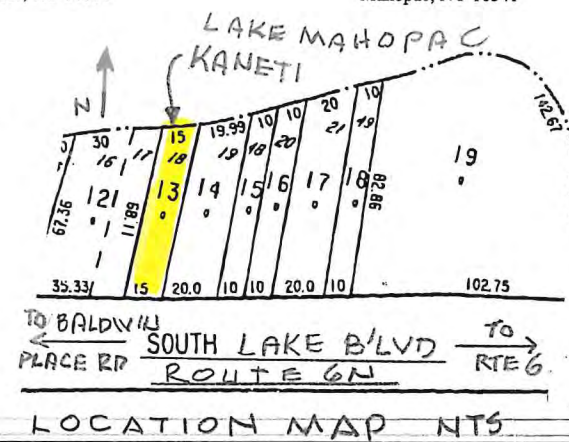 LAKE MAHOPAC
KANETI
N
30 15 19.99 10 10 20 10
16 17 18 19 18 20 21 19
142.67
121 13 14 15 16 17 18 19
67.36 68.11 82.86
35.33 15 20.0 10 10 20.0 10 102.75
TO BALDWIN PLACE RD
SOUTH LAKE B'LVD
ROUTE 6N
TO RTE 6
LOCATION MAP NTS